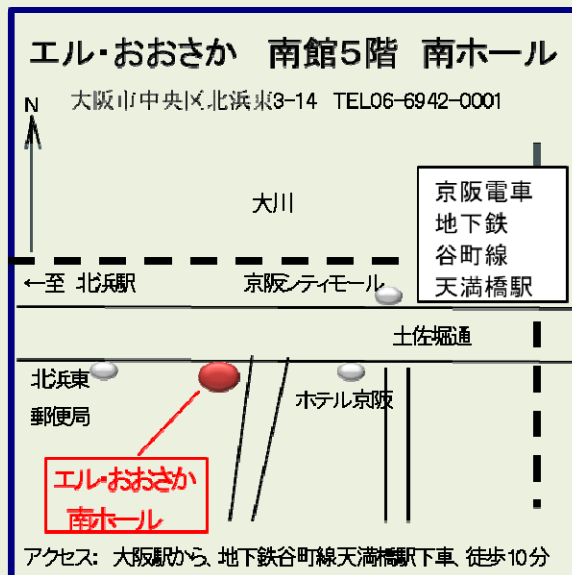 エル・おおさか 南館5階 南ホール
大阪市中央区北浜東3-14 TEL06-6942-0001
N
大川
京阪電車
地下鉄
谷町線
天満橋駅
←至 北浜駅
京阪シティモール
土佐堀通
北浜東
郵便局
ホテル京阪
エル・おおさか
南ホール
アクセス: 大阪駅から、地下鉄谷町線天満橋駅下車、徒歩10分